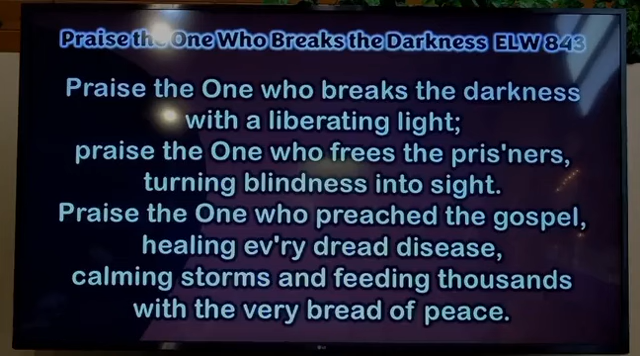 Praise the One Who Breaks the Darkness ELW 843
Praise the One who breaks the darkness
with a liberating light;
praise the One who frees the pris'ners,
turning blindness into sight.
Praise the One who preached the gospel,
healing ev'ry dread disease,
calming storms and feeding thousands
with the very bread of peace.
LG